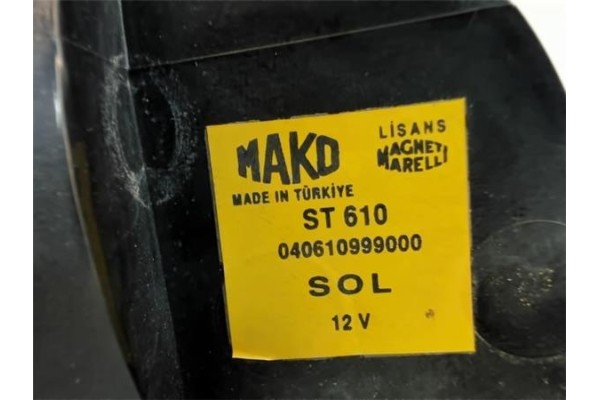 MAKO
LİSANS
MAGNETI
MARELLI
MADE IN TÜRKİYE
ST 610
040610999000
SOL
12 V